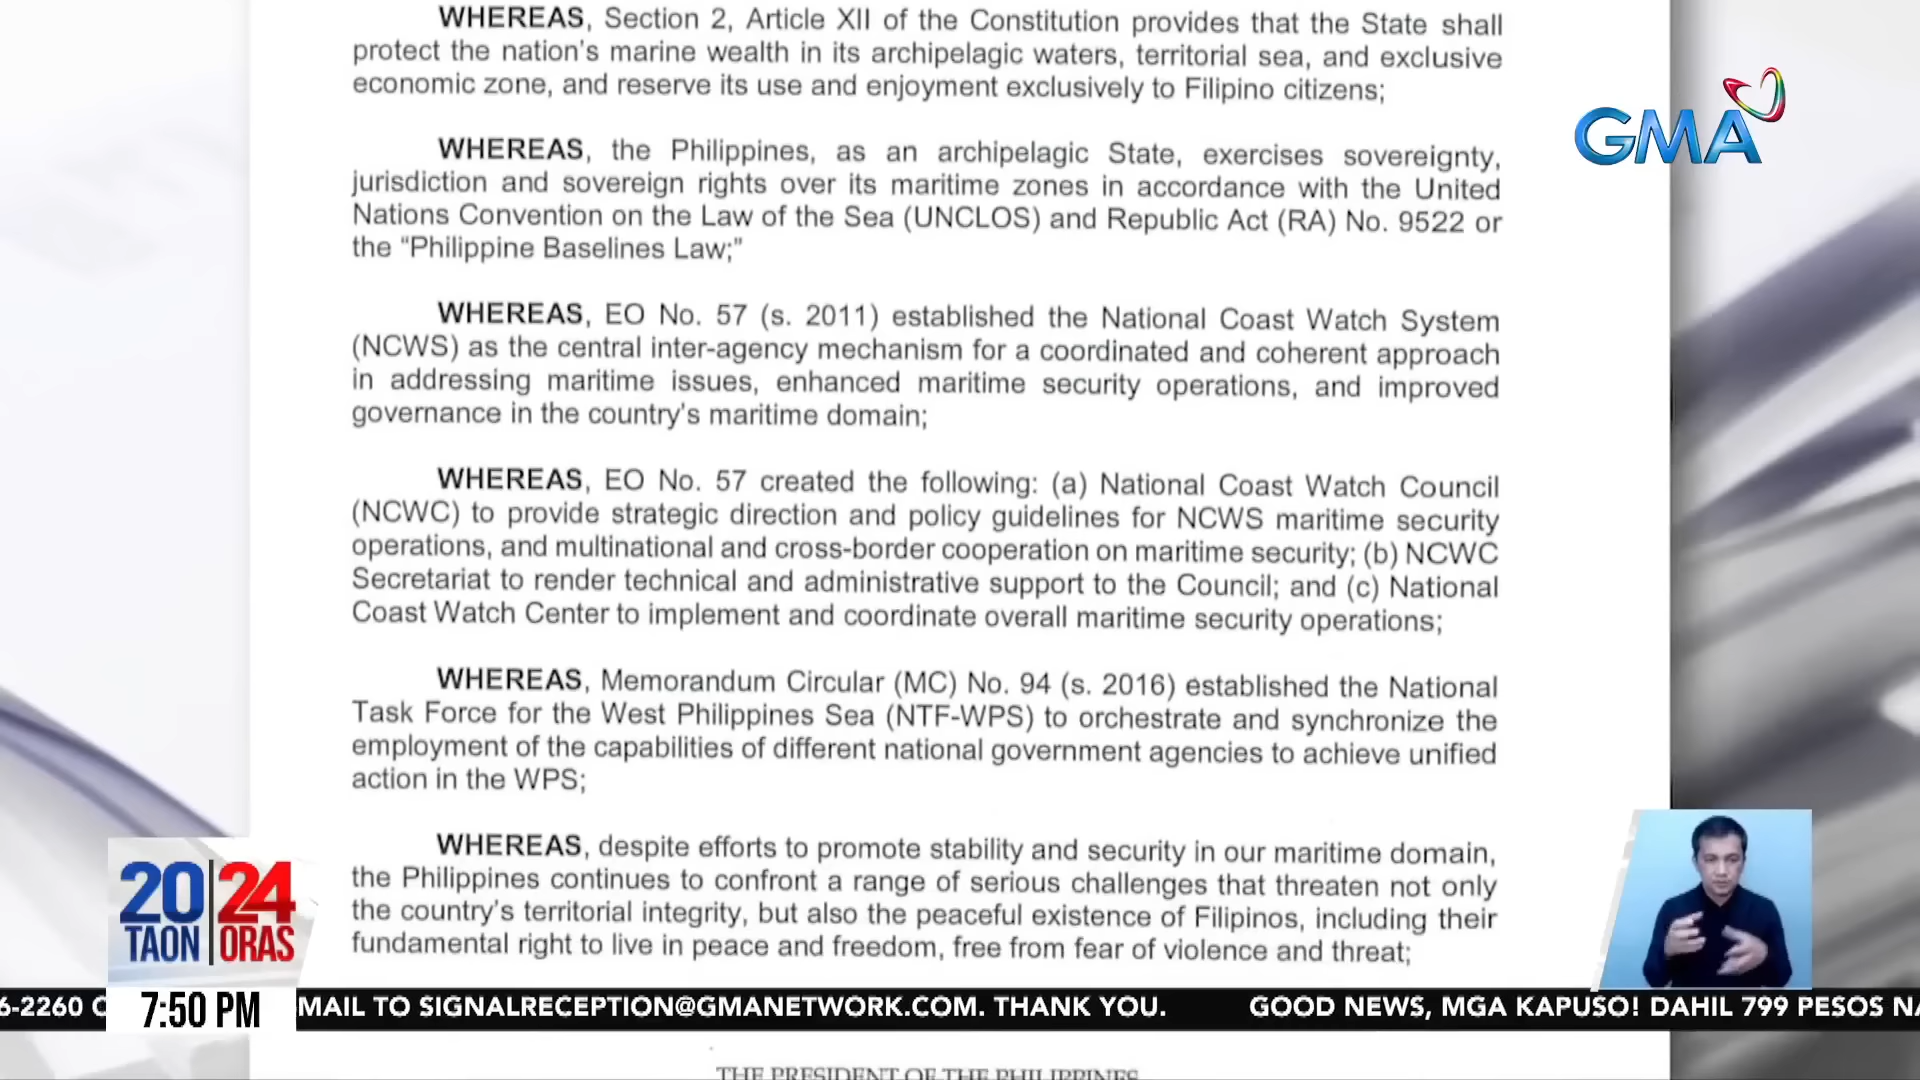 WHEREAS, Section 2, Article XII of the Constitution provides that the State shall
protect the nation's marine wealth in its archipelagic waters, territorial sea, and exclusive
economic zone, and reserve its use and enjoyment exclusively to Filipino citizens;
GMA
WHEREAS, the Philippines, as an archipelagic State, exercises sovereignty,
jurisdiction and sovereign rights over its maritime zones in accordance with the United
Nations Convention on the Law of the Sea (UNCLOS) and Republic Act (RA) No. 9522 or
the “Philippine Baselines Law;”
WHEREAS, EO No. 57 (s. 2011) established the National Coast Watch System
(NCWS) as the central inter-agency mechanism for a coordinated and coherent approach
in addressing maritime issues, enhanced maritime security operations, and improved
governance in the country's maritime domain;
WHEREAS, EO No. 57 created the following: (a) National Coast Watch Council
(NCWC) to provide strategic direction and policy guidelines for NCWS maritime security
operations, and multinational and cross-border cooperation on maritime security; (b) NCWC
Secretariat to render technical and administrative support to the Council; and (c) National
Coast Watch Center to implement and coordinate overall maritime security operations;
WHEREAS, Memorandum Circular (MC) No. 94 (s. 2016) established the National
Task Force for the West Philippines Sea (NTF-WPS) to orchestrate and synchronize the
employment of the capabilities of different national government agencies to achieve unified
action in the WPS;
WHEREAS, despite efforts to promote stability and security in our maritime domain,
the Philippines continues to confront a range of serious challenges that threaten not only
the country's territorial integrity, but also the peaceful existence of Filipinos, including their
fundamental right to live in peace and freedom, free from fear of violence and threat;
20 24
TAON ORAS
7:50 PM
6-2260 MAIL TO SIGNALRECEPTION@GMANETWORK.COM. THANK YOU. GOOD NEWS, MGA KAPUSO! DAHIL 799 PESOS NA
THE PRESIDENT OF THE PHILIPPINES